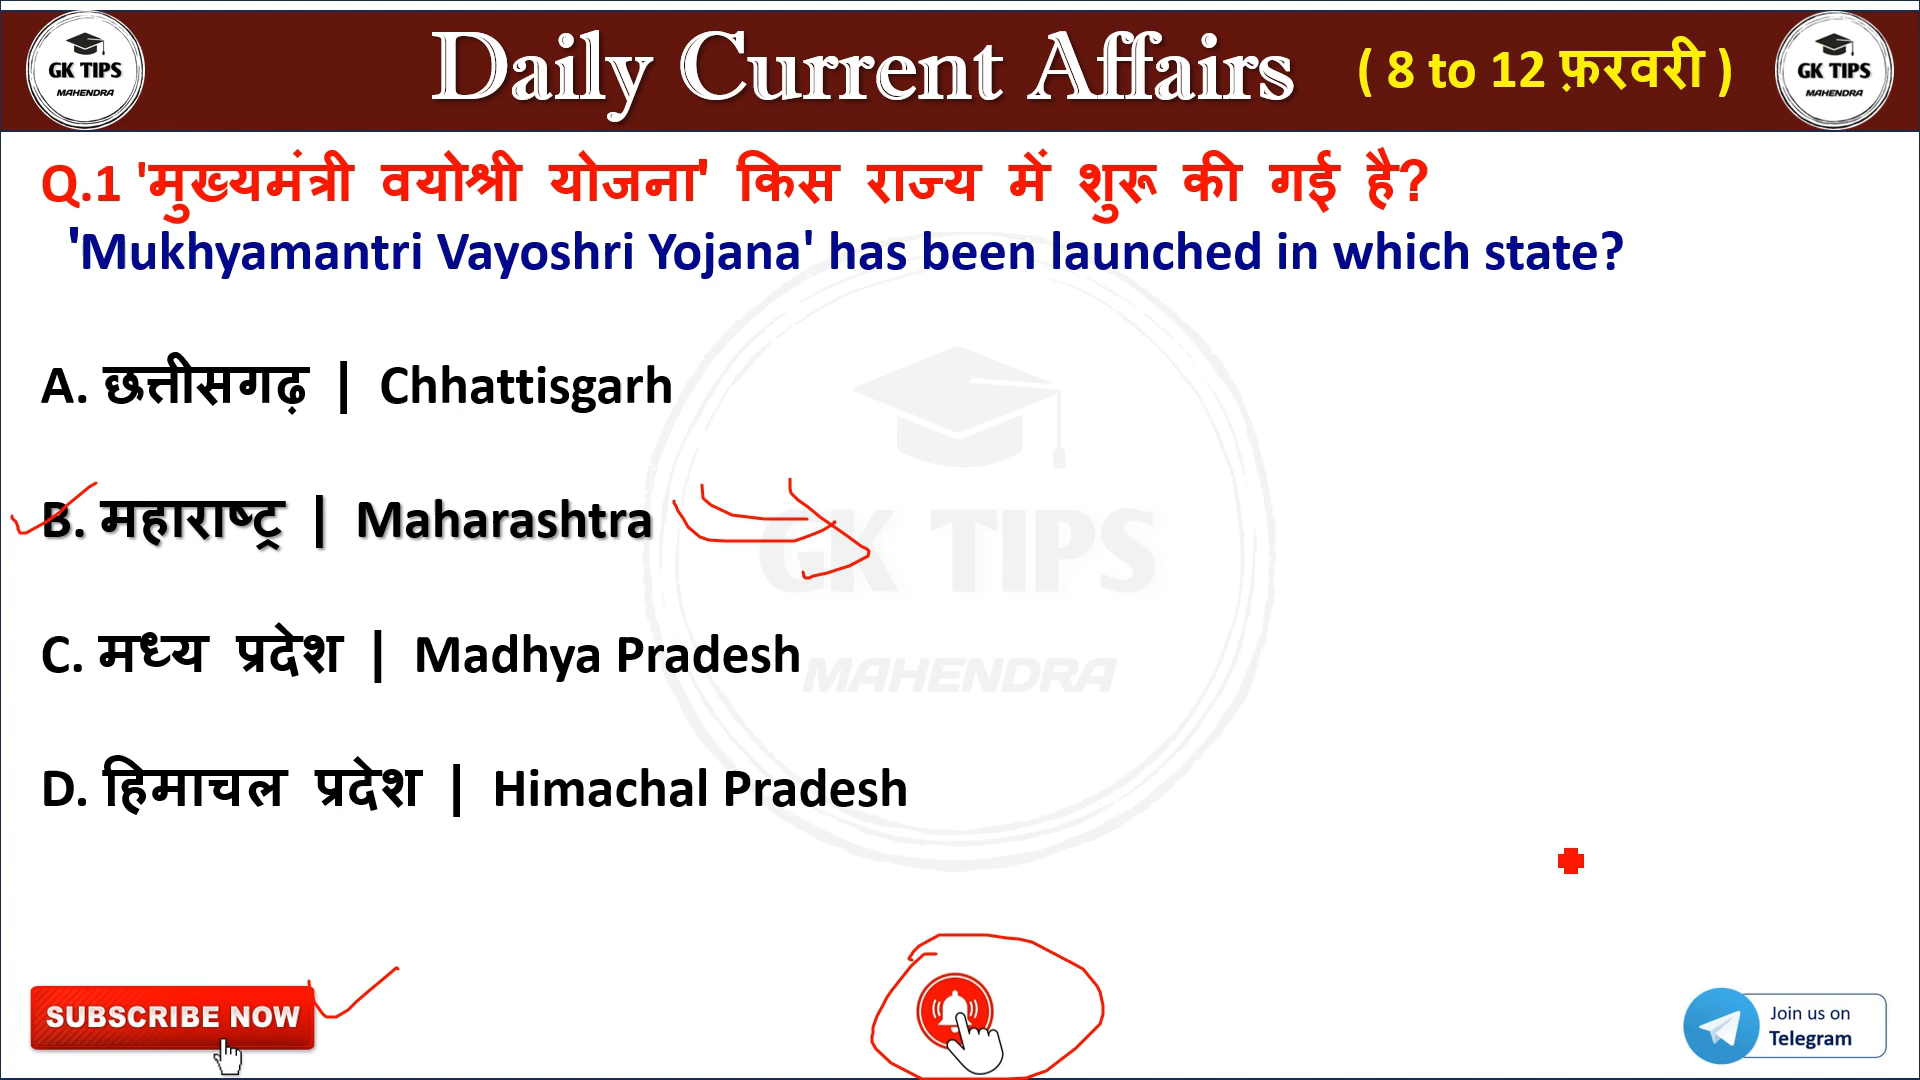 GK TIPS
MAHENDRA
Daily Current Affairs
( 8 to 12 फ़रवरी )
GK TIPS
MAHENDRA
Q.1 'मुख्यमंत्री वयोश्री योजना' किस राज्य में शुरू की गई है?
'Mukhyamantri Vayoshri Yojana' has been launched in which state?
A. छत्तीसगढ़ | Chhattisgarh
B. महाराष्ट्र | Maharashtra
GK TIPS
C. मध्य प्रदेश | Madhya Pradesh
MAHENDRA
D. हिमाचल प्रदेश | Himachal Pradesh
SUBSCRIBE NOW
Join us on
Telegram